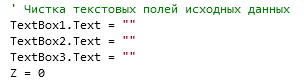 ' Чистка текстовых полей исходных данных
TextBox1.Text = ""
TextBox2.Text = ""
TextBox3.Text = ""
Z = 0